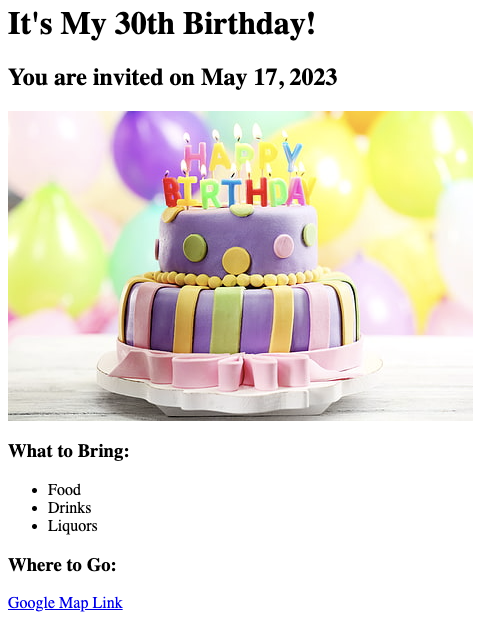 It's My 30th Birthday!
You are invited on May 17, 2023
HAPPY
BIRTHDAY
What to Bring:
Food
Drinks
Liquors
Where to Go:
Google Map Link